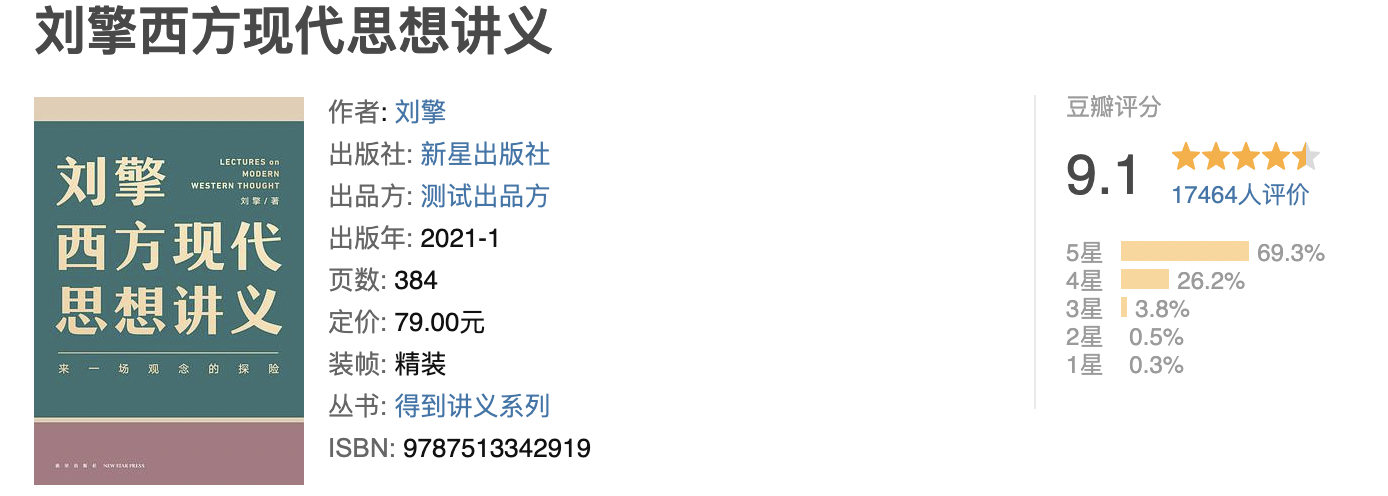 刘擎西方现代思想讲义
刘擎
LECTURES on
MODERN
WESTERN THOUGHT
刘擎/著
西方现代
思想讲义
来一场观念的探险
新星出版社 NEW STAR PRESS
作者: 刘擎
出版社: 新星出版社
出品方: 测试出品方
出版年: 2021-1
页数: 384
定价: 79.00元
装帧: 精装
丛书: 得到讲义系列
ISBN: 9787513342919
豆瓣评分
9.1
17464人评价
5星 69.3%
4星 26.2%
3星 3.8%
2星 0.5%
1星 0.3%